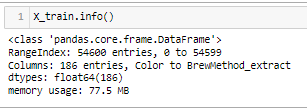 1 X_train.info()
<class 'pandas.core.frame.DataFrame'>
RangeIndex: 54600 entries, 0 to 54599
Columns: 186 entries, Color to BrewMethod_extract
dtypes: float64(186)
memory usage: 77.5 MB